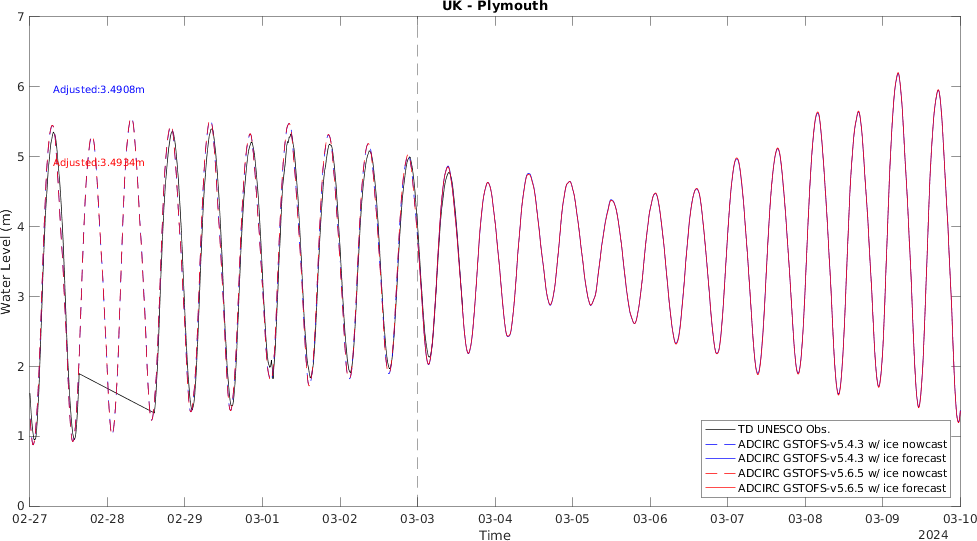 UK - Plymouth
7
6
5
4
3
2
1
0
Water Level (m)
Adjusted:3.4908m
Adjusted:3.4934m
TD UNESCO Obs.
ADCIRC GSTOFS-v5.4.3 w/ ice nowcast
ADCIRC GSTOFS-v5.4.3 w/ ice forecast
ADCIRC GSTOFS-v5.6.5 w/ ice nowcast
ADCIRC GSTOFS-v5.6.5 w/ ice forecast
02-27 02-28 02-29 03-01 03-02 03-03 03-04 03-05 03-06 03-07 03-08 03-09 03-10
Time
2024